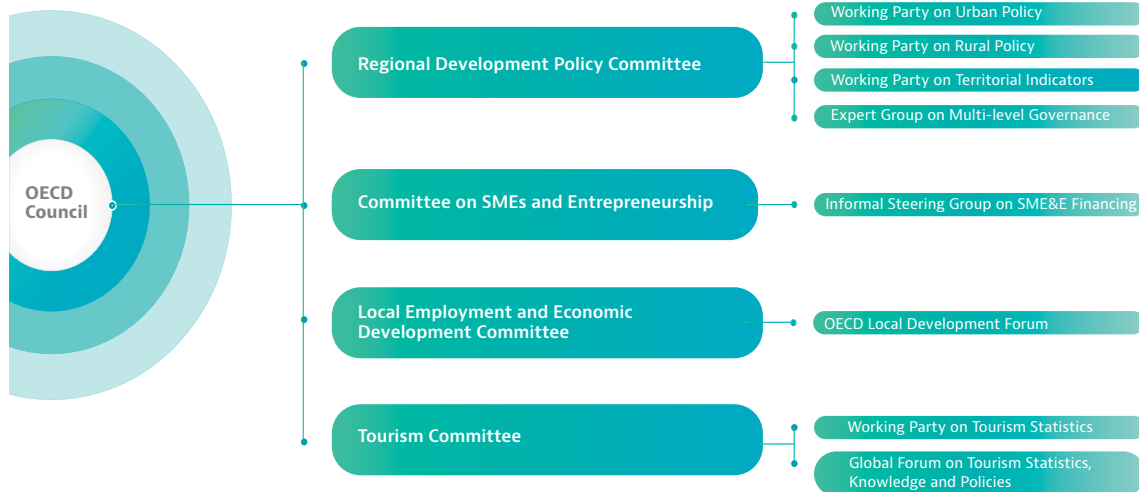 OECD
Council
Regional Development Policy Committee
Working Party on Urban Policy
Working Party on Rural Policy
Working Party on Territorial Indicators
Expert Group on Multi-level Governance
Committee on SMEs and Entrepreneurship
Informal Steering Group on SME&E Financing
Local Employment and Economic
Development Committee
OECD Local Development Forum
Tourism Committee
Working Party on Tourism Statistics
Global Forum on Tourism Statistics,
Knowledge and Policies